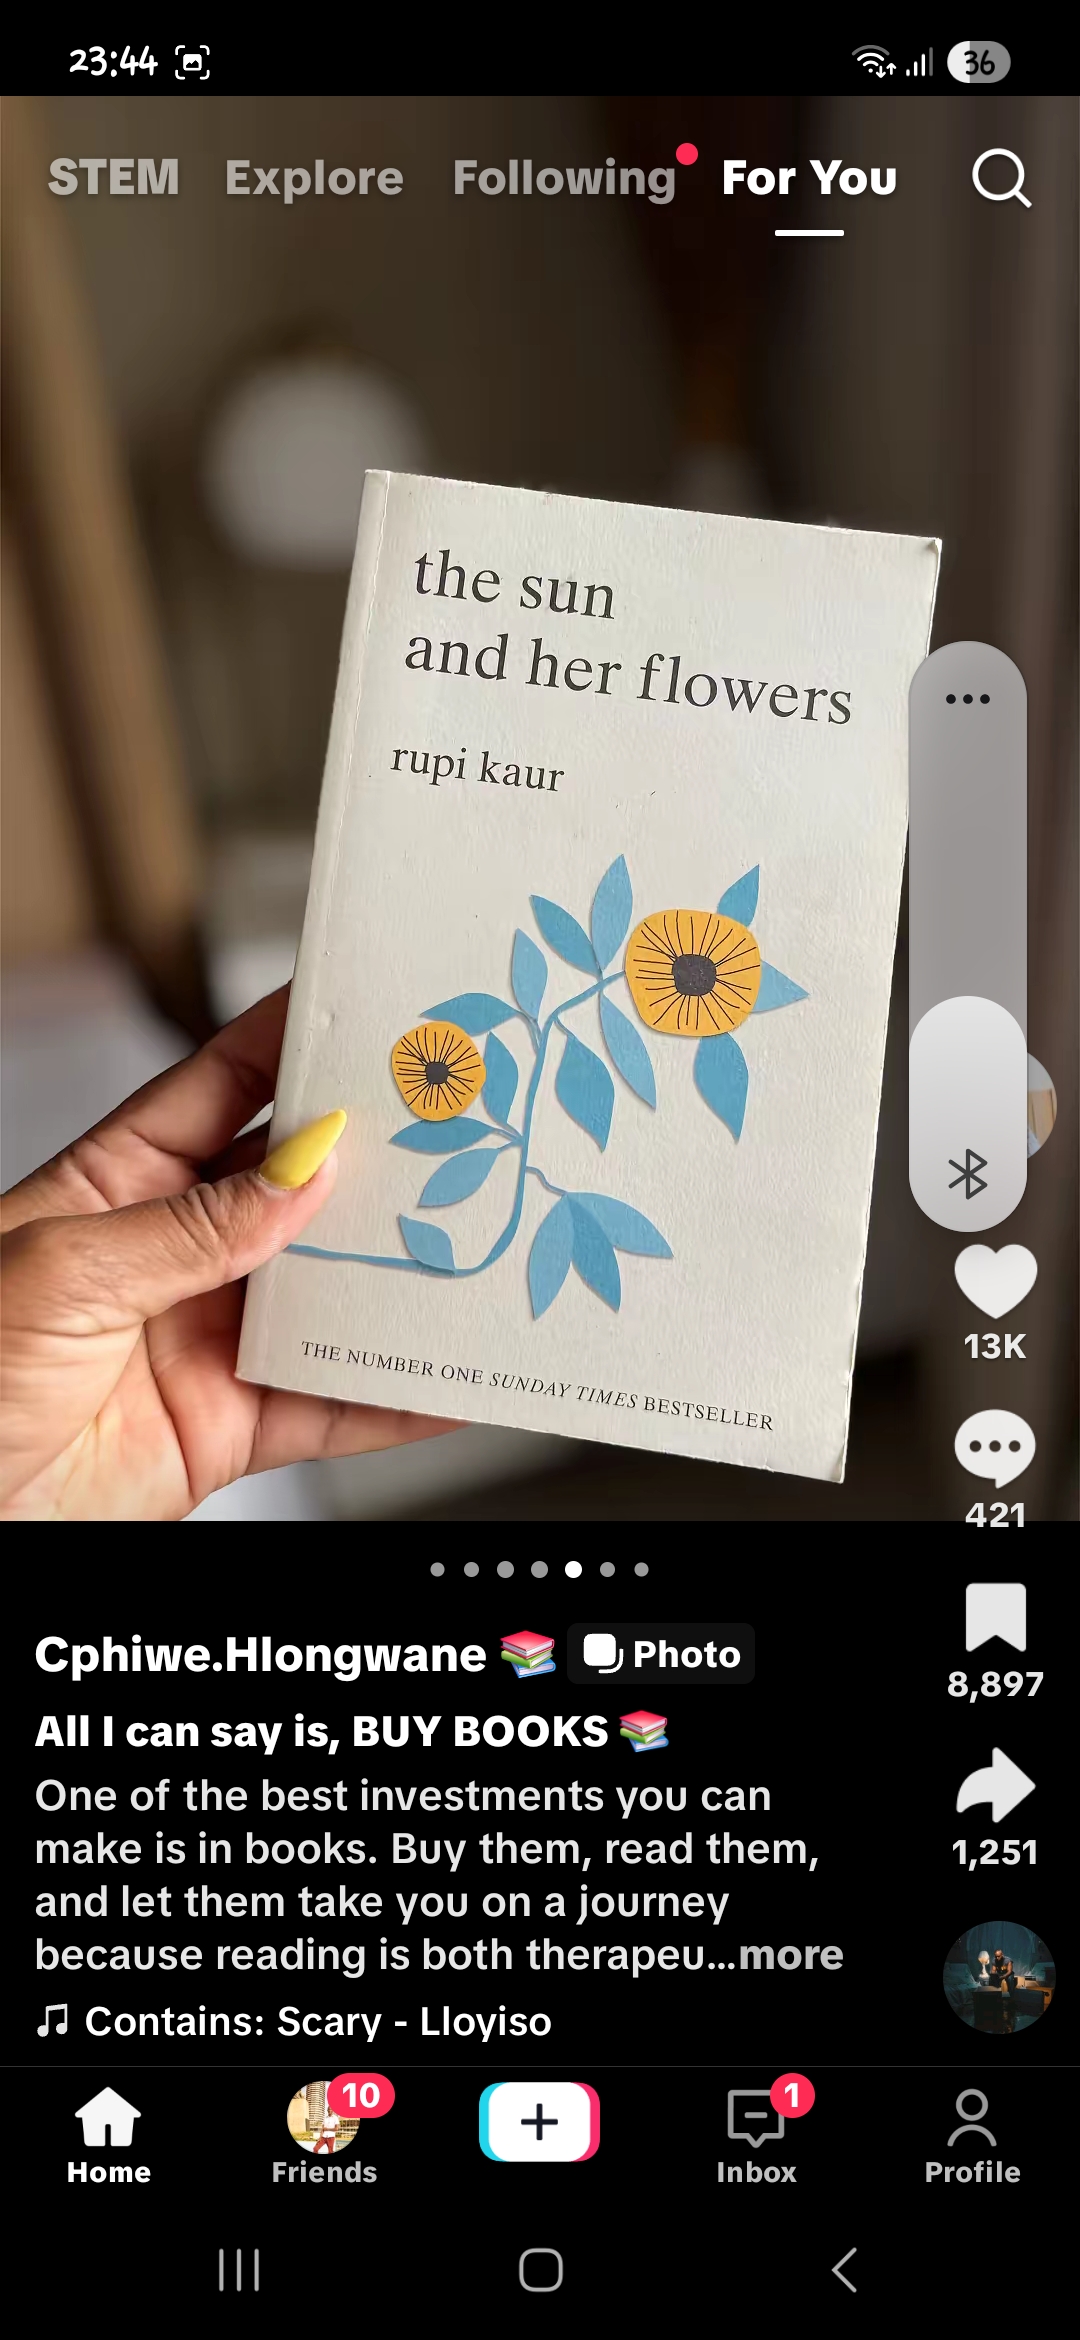 23:44
36
STEM Explore Following For You
the sun
and her flowers
rupi kaur
THE NUMBER ONE SUNDAY TIMES BESTSELLER
13K
421
8,897
1,251
Cphiwe.Hlongwane 📚 Photo
All I can say is, BUY BOOKS 📚
One of the best investments you can
make is in books. Buy them, read them,
and let them take you on a journey
because reading is both therapeu...more
Contains: Scary - Lloyiso
10
1
Home Friends Inbox Profile